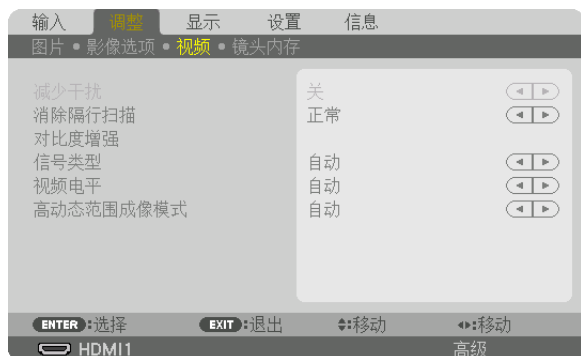 输入 调整 显示 设置 信息
图片 ● 影像选项 ● 视频 ● 镜头内存
减少干扰 关
消除隔行扫描 正常
对比度增强
信号类型 自动
视频电平 自动
高动态范围成像模式 自动
ENTER:选择 EXIT:退出 :移动 :移动
HDMI1 高级